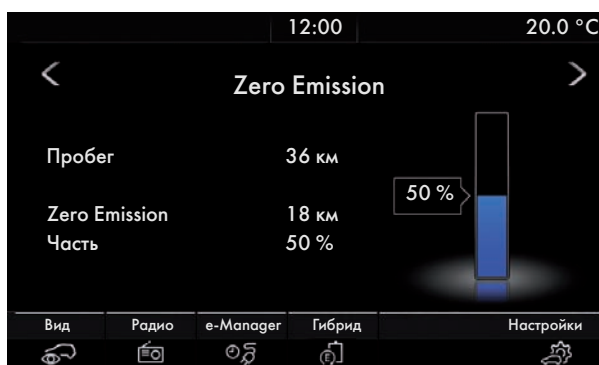 12:00 20.0 °C
Zero Emission
Пробег 36 км
50 %
Zero Emission 18 км
Часть 50 %
Вид Радио e-Manager Гибрид Настройки